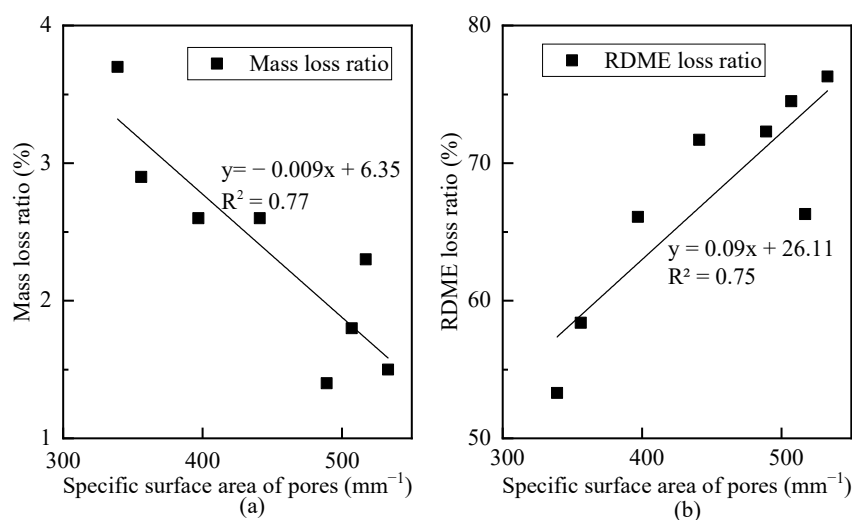 4
3
2
1
Mass loss ratio (%)
Mass loss ratio
y= − 0.009x + 6.35
R² = 0.77
300 400 500
Specific surface area of pores (mm⁻¹)
(a)
80
70
60
50
RDME loss ratio (%)
RDME loss ratio
y = 0.09x + 26.11
R² = 0.75
300 400 500
Specific surface area of pores (mm⁻¹)
(b)